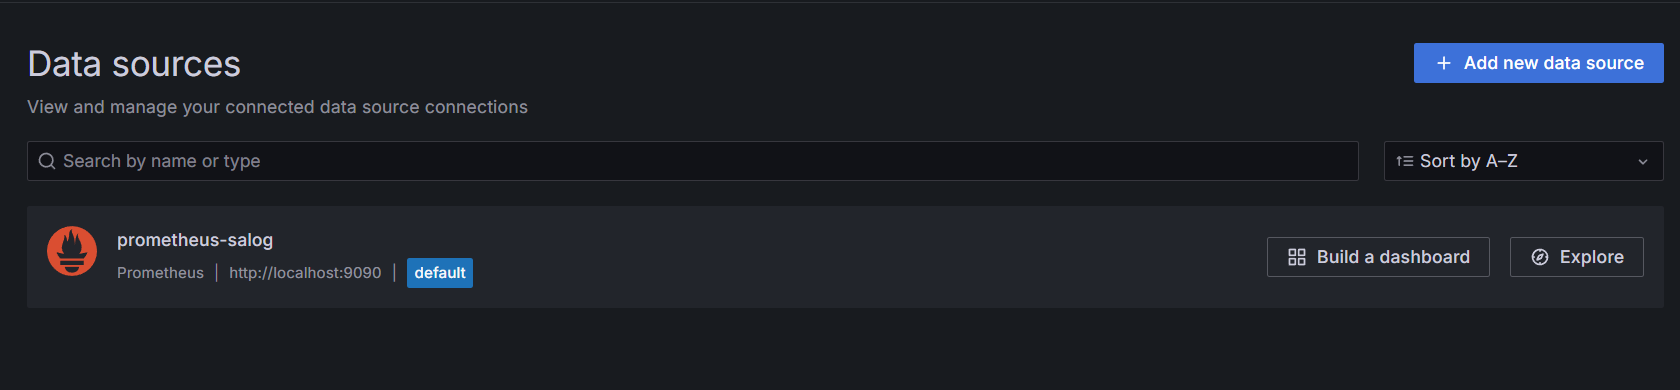 Data sources
Add new data source
View and manage your connected data source connections
Search by name or type
Sort by A–Z
prometheus-salog
Prometheus | http://localhost:9090 | default
Build a dashboard
Explore